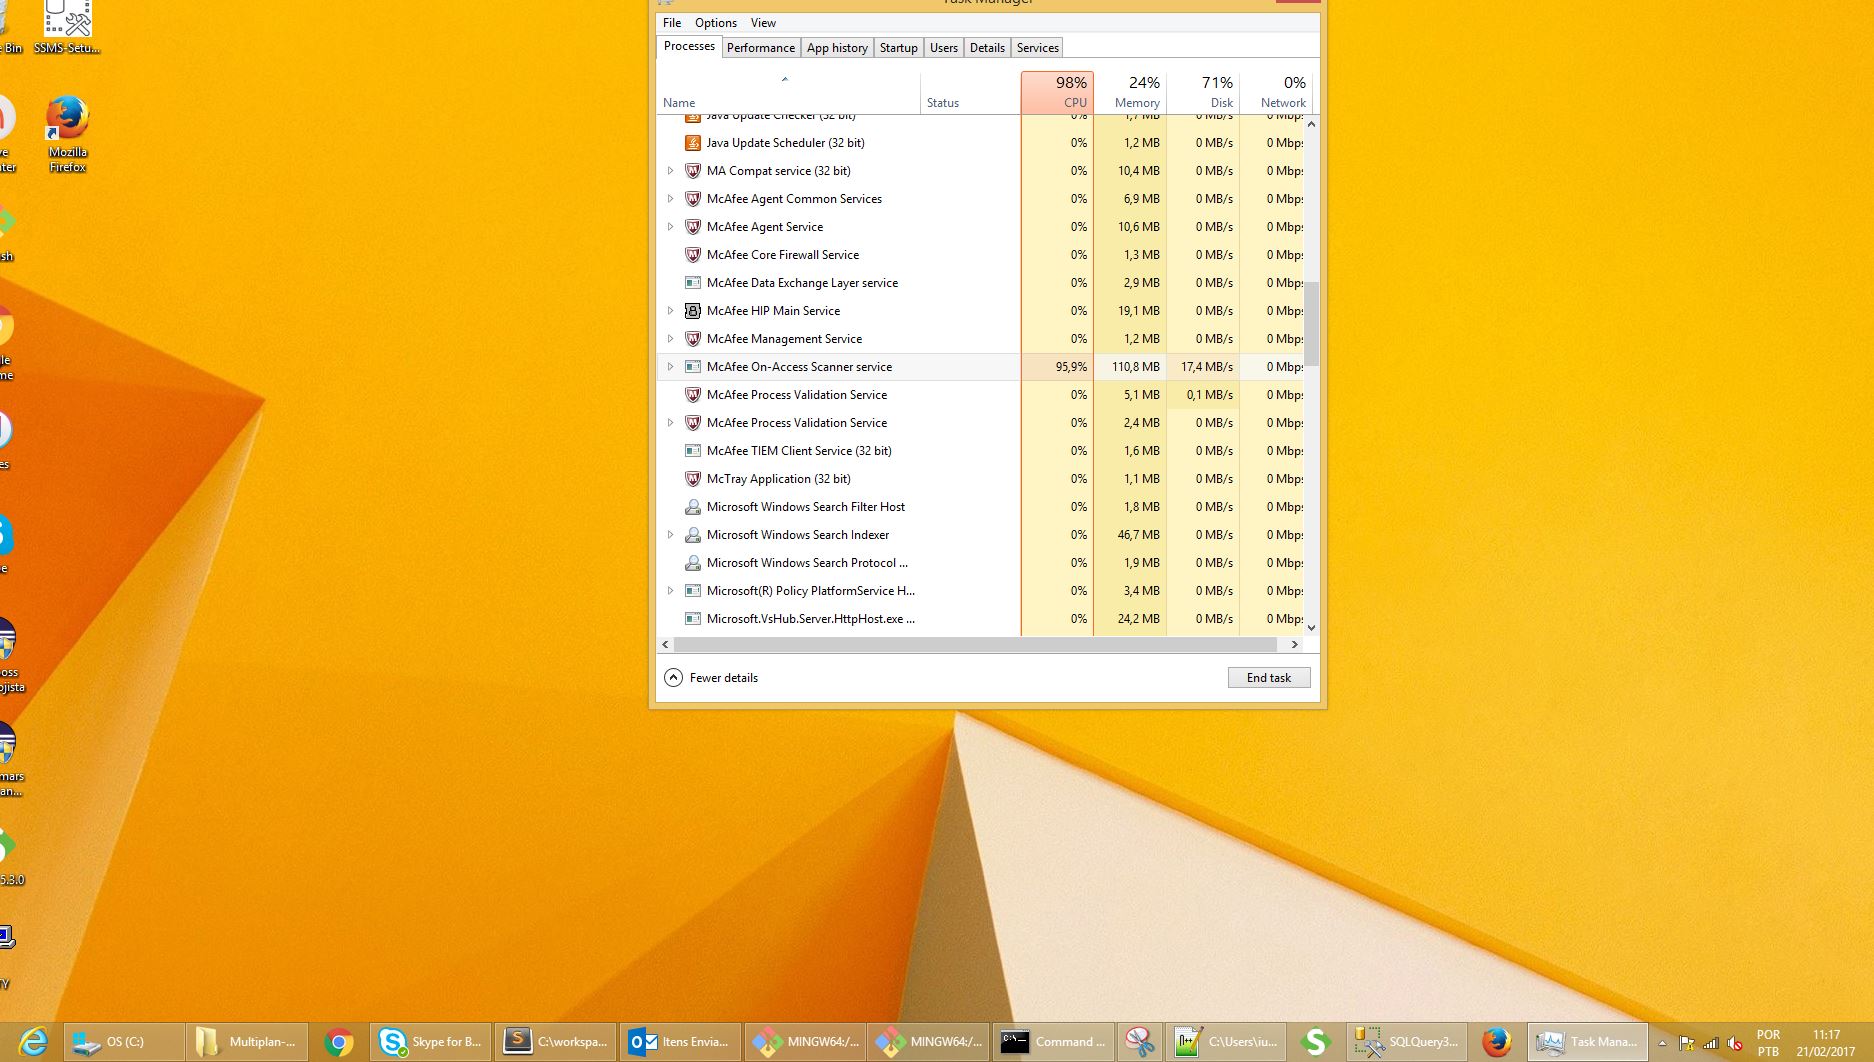 Task Manager
File Options View
Processes Performance App history Startup Users Details Services
98% 24% 71% 0%
Name Status CPU Memory Disk Network
Java Update Checker (32 bit) 0% 1,7 MB 0 MB/s 0 Mbps
Java Update Scheduler (32 bit) 0% 1,2 MB 0 MB/s 0 Mbps
MA Compat service (32 bit) 0% 10,4 MB 0 MB/s 0 Mbps
McAfee Agent Common Services 0% 6,9 MB 0 MB/s 0 Mbps
McAfee Agent Service 0% 10,6 MB 0 MB/s 0 Mbps
McAfee Core Firewall Service 0% 1,3 MB 0 MB/s 0 Mbps
McAfee Data Exchange Layer service 0% 2,9 MB 0 MB/s 0 Mbps
McAfee HIP Main Service 0% 19,1 MB 0 MB/s 0 Mbps
McAfee Management Service 0% 1,2 MB 0 MB/s 0 Mbps
McAfee On-Access Scanner service 95,9% 110,8 MB 17,4 MB/s 0 Mbps
McAfee Process Validation Service 0% 5,1 MB 0,1 MB/s 0 Mbps
McAfee Process Validation Service 0% 2,4 MB 0 MB/s 0 Mbps
McAfee TIEM Client Service (32 bit) 0% 1,6 MB 0 MB/s 0 Mbps
McTray Application (32 bit) 0% 1,1 MB 0 MB/s 0 Mbps
Microsoft Windows Search Filter Host 0% 1,8 MB 0 MB/s 0 Mbps
Microsoft Windows Search Indexer 0% 46,7 MB 0 MB/s 0 Mbps
Microsoft Windows Search Protocol ... 0% 1,9 MB 0 MB/s 0 Mbps
Microsoft(R) Policy PlatformService H... 0% 3,4 MB 0 MB/s 0 Mbps
Microsoft.VsHub.Server.HttpHost.exe ... 0% 24,2 MB 0 MB/s 0 Mbps
Fewer details End task
Bin SSMS-Setu...
Mozilla
Firefox
5.3.0
OS (C:) Multiplan-... Skype for B... C:\workspa... Itens Envia... MINGW64:/... MINGW64:/... Command ... C:\Users\iu... SQLQuery3... Task Mana... POR 11:17
PTB 21/02/2017